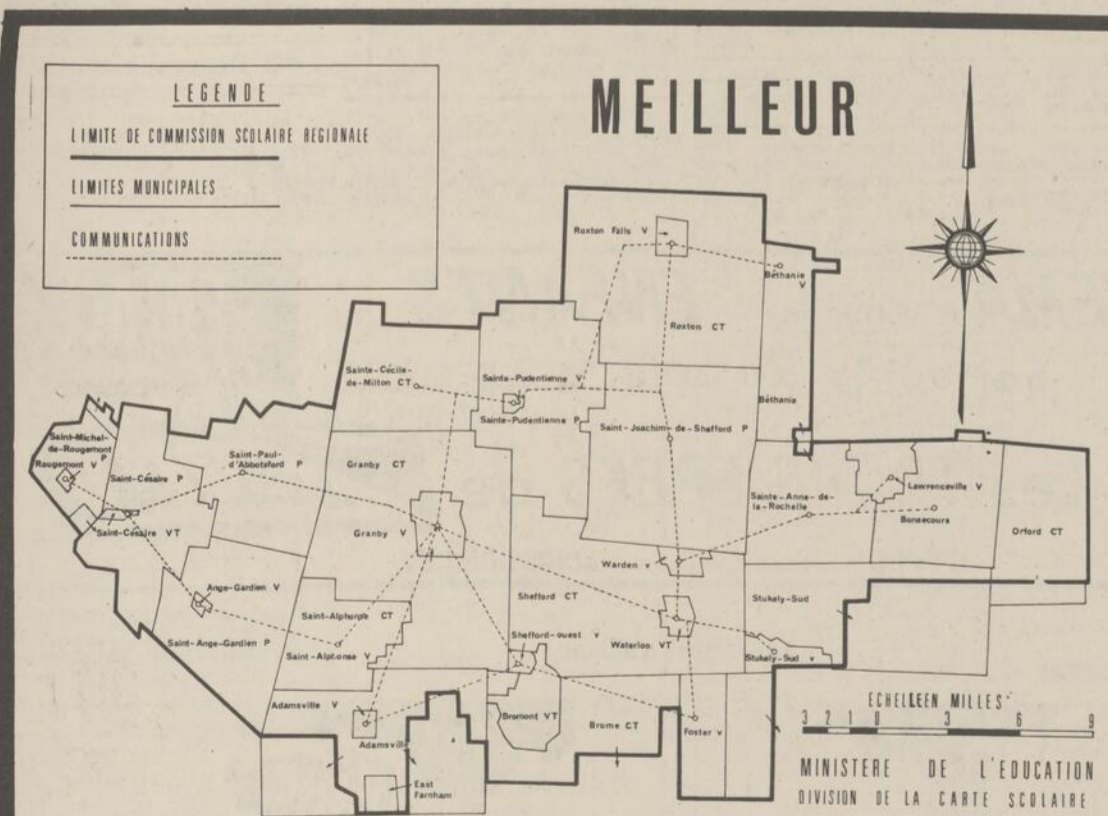 LEGENDE
LIMITE DE COMMISSION SCOLAIRE REGIONALE
LIMITES MUNICIPALES
COMMUNICATIONS
MEILLEUR
Roxton Falls V
Béthanie
V
Roxton CT
Sainte-Cécile-
de-Milton CT
Sainte-Pudentienne V
Sainte-Pudentienne P
Béthanie
Saint-Joachim-de-Shefford P
Saint-Michel-
de-Rougemont
P
Rougemont V
Saint-Césaire P
Saint-Paul-
d'Abbotsford P
Granby CT
Sainte-Anne-de-
la-Rochelle
Lawrenceville V
Bonsecours
Orford CT
Saint-Césaire VT
Granby V
Warden v
Ange-Gardien V
Shefford CT
Stukely-Sud
Saint-Alphonse CT
Shefford-ouest v
Waterloo VT
Saint-Ange-Gardien P
Saint-Alphonse V
Stukely-Sud v
Adamsville V
Bromont VT
Brome CT
Foster v
Adamsville
East
Farnham
ECHELLEEN MILLES
3 2 1 0 3 6 9
MINISTERE DE L'EDUCATION
DIVISION DE LA CARTE SCOLAIRE